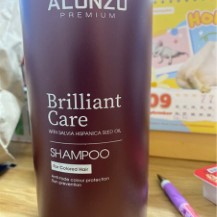 ALONZO
PREMIUM
Brilliant
Care
WITH SALVIA HISPANICA SEED OIL
SHAMPOO
For Colored Hair
09